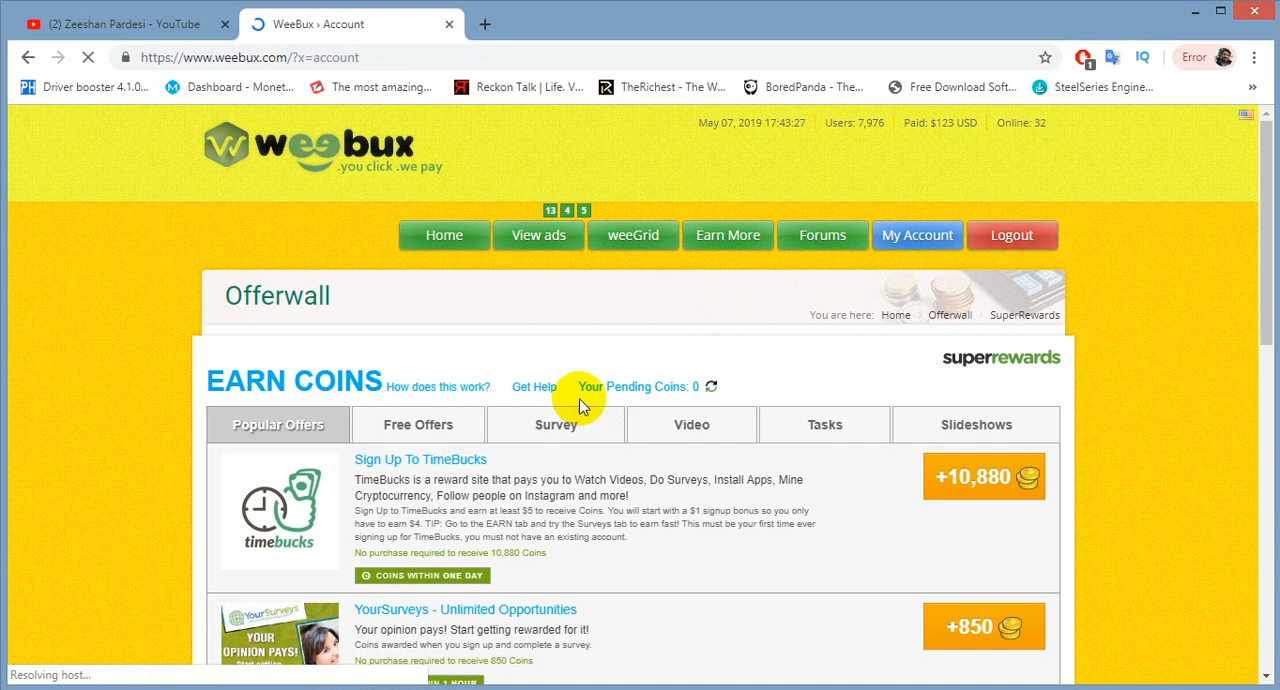 (2) Zeeshan Pardesi - YouTube
WeeBux › Account
https://www.weebux.com/?x=account
1
IQ
Error
Driver booster 4.1.0...
Dashboard - Monet...
The most amazing...
Reckon Talk | Life. V...
TheRichest - The W...
BoredPanda - The...
Free Download Soft...
SteelSeries Engine...
weebux
.you click .we pay
May 07, 2019 17:43:27
Users: 7,976
Paid: $123 USD
Online: 32
13 4 5
Home
View ads
weeGrid
Earn More
Forums
My Account
Logout
Offerwall
You are here: Home Offerwall SuperRewards
superrewards
EARN COINS How does this work? Get Help Your Pending Coins: 0
Popular Offers
Free Offers
Survey
Video
Tasks
Slideshows
timebucks
Sign Up To TimeBucks
TimeBucks is a reward site that pays you to Watch Videos, Do Surveys, Install Apps, Mine
Cryptocurrency, Follow people on Instagram and more!
Sign Up to TimeBucks and earn at least $5 to receive Coins. You will start with a $1 signup bonus so you only
have to earn $4. TIP: Go to the EARN tab and try the Surveys tab to earn fast! This must be your first time ever
signing up for TimeBucks, you must not have an existing account.
No purchase required to receive 10,880 Coins
COINS WITHIN ONE DAY
+10,880
YourSurveys
YOUR
OPINION PAYS!
Start getting
YourSurveys - Unlimited Opportunities
Your opinion pays! Start getting rewarded for it!
Coins awarded when you sign up and complete a survey.
No purchase required to receive 850 Coins
+850
Resolving host...